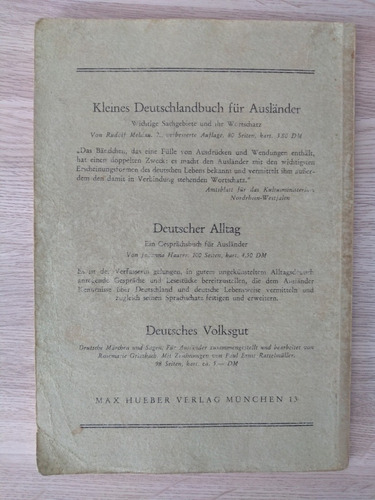 Kleines Deutschlandbuch für Ausländer
Wichtige Sachgebiete und ihr Wortschatz
Von Rudolf verbesserte Auflage. 80 Seiten, kart. DM
„Das Bändchen, das eine Fülle von Ausdrücken und Wendungen enthält,
hat einen doppelten Zweck: es macht den Ausländer mit den wichtigsten
Erscheinungsformen des deutschen Lebens bekannt und vermittelt ihm außer-
dem den damit in Verbindung stehenden Wortschatz."
Amtsblatt für das Kultusministerium
Nordrhein-Westfalen
Deutscher Alltag
Ein Gesprächsbuch für Ausländer
Von Johanna Haarer. Seiten, kart. 4,50 DM
Es ist der Verfasserin gelungen, in gutem ungekünsteltem Alltagsdeutsch
anregende Gespräche und Lesestücke bereitzustellen, die dem Ausländer
Kenntnisse über Deutschland und deutsche Lebensweise vermitteln und
zugleich seinen Sprachschatz festigen und erweitern.
Deutsches Volksgut
Deutsche Märchen und Sagen. Für Ausländer zusammengestellt und bearbeitet von
Rosemarie Griesbach. Mit Zeichnungen von Paul Ernst Rattelmüller.
Seiten, kart. ca. DM
MAX HUEBER VERLAG MÜNCHEN 13